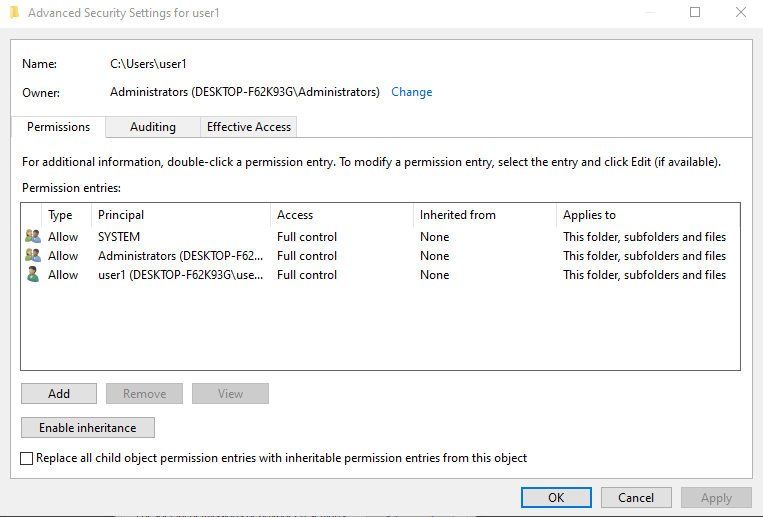 Advanced Security Settings for user1
Name: C:\Users\user1
Owner: Administrators (DESKTOP-F62K93G\Administrators) Change
Permissions Auditing Effective Access
For additional information, double-click a permission entry. To modify a permission entry, select the entry and click Edit (if available).
Permission entries:
Type Principal Access Inherited from Applies to
Allow SYSTEM Full control None This folder, subfolders and files
Allow Administrators (DESKTOP-F62... Full control None This folder, subfolders and files
Allow user1 (DESKTOP-F62K93G\use... Full control None This folder, subfolders and files
Add Remove View
Enable inheritance
Replace all child object permission entries with inheritable permission entries from this object
OK Cancel Apply